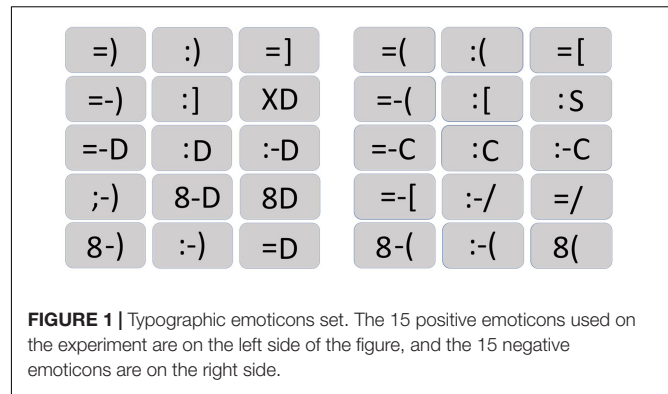 =) :) =] =( :( =[
=-) :] XD =-( :[ :S
=-D :D :-D =-C :C :-C
;-) 8-D 8D =-[ :-/ =/
8-) :-) =D 8-( :-( 8(
FIGURE 1 | Typographic emoticons set. The 15 positive emoticons used on
the experiment are on the left side of the figure, and the 15 negative
emoticons are on the right side.